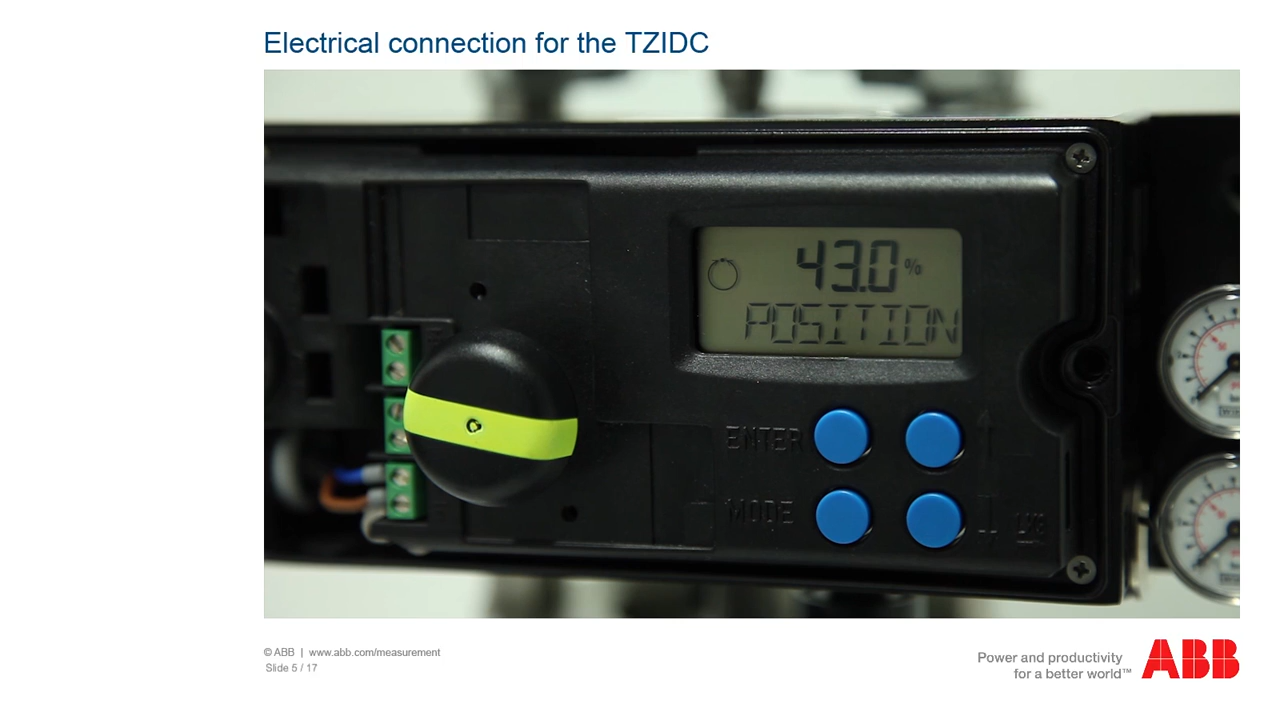 Electrical connection for the TZIDC
43.0 %
POSITION
ENTER
MODE
© ABB | www.abb.com/measurement
Slide 5 / 17
Power and productivity
for a better world™
ABB